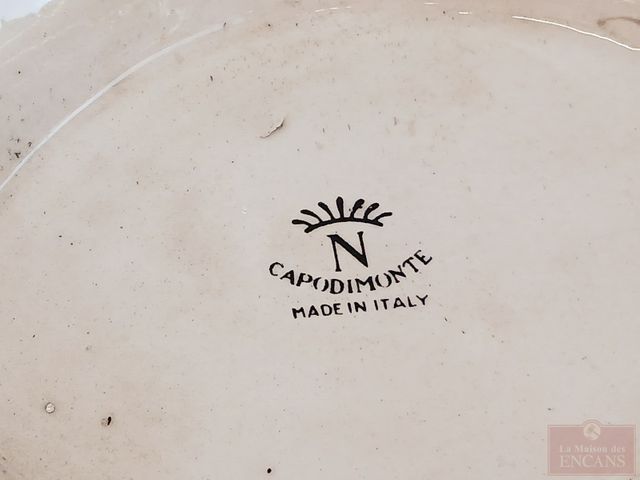 N
CAPODIMONTE
MADE IN ITALY
La Maison des
ENCANS